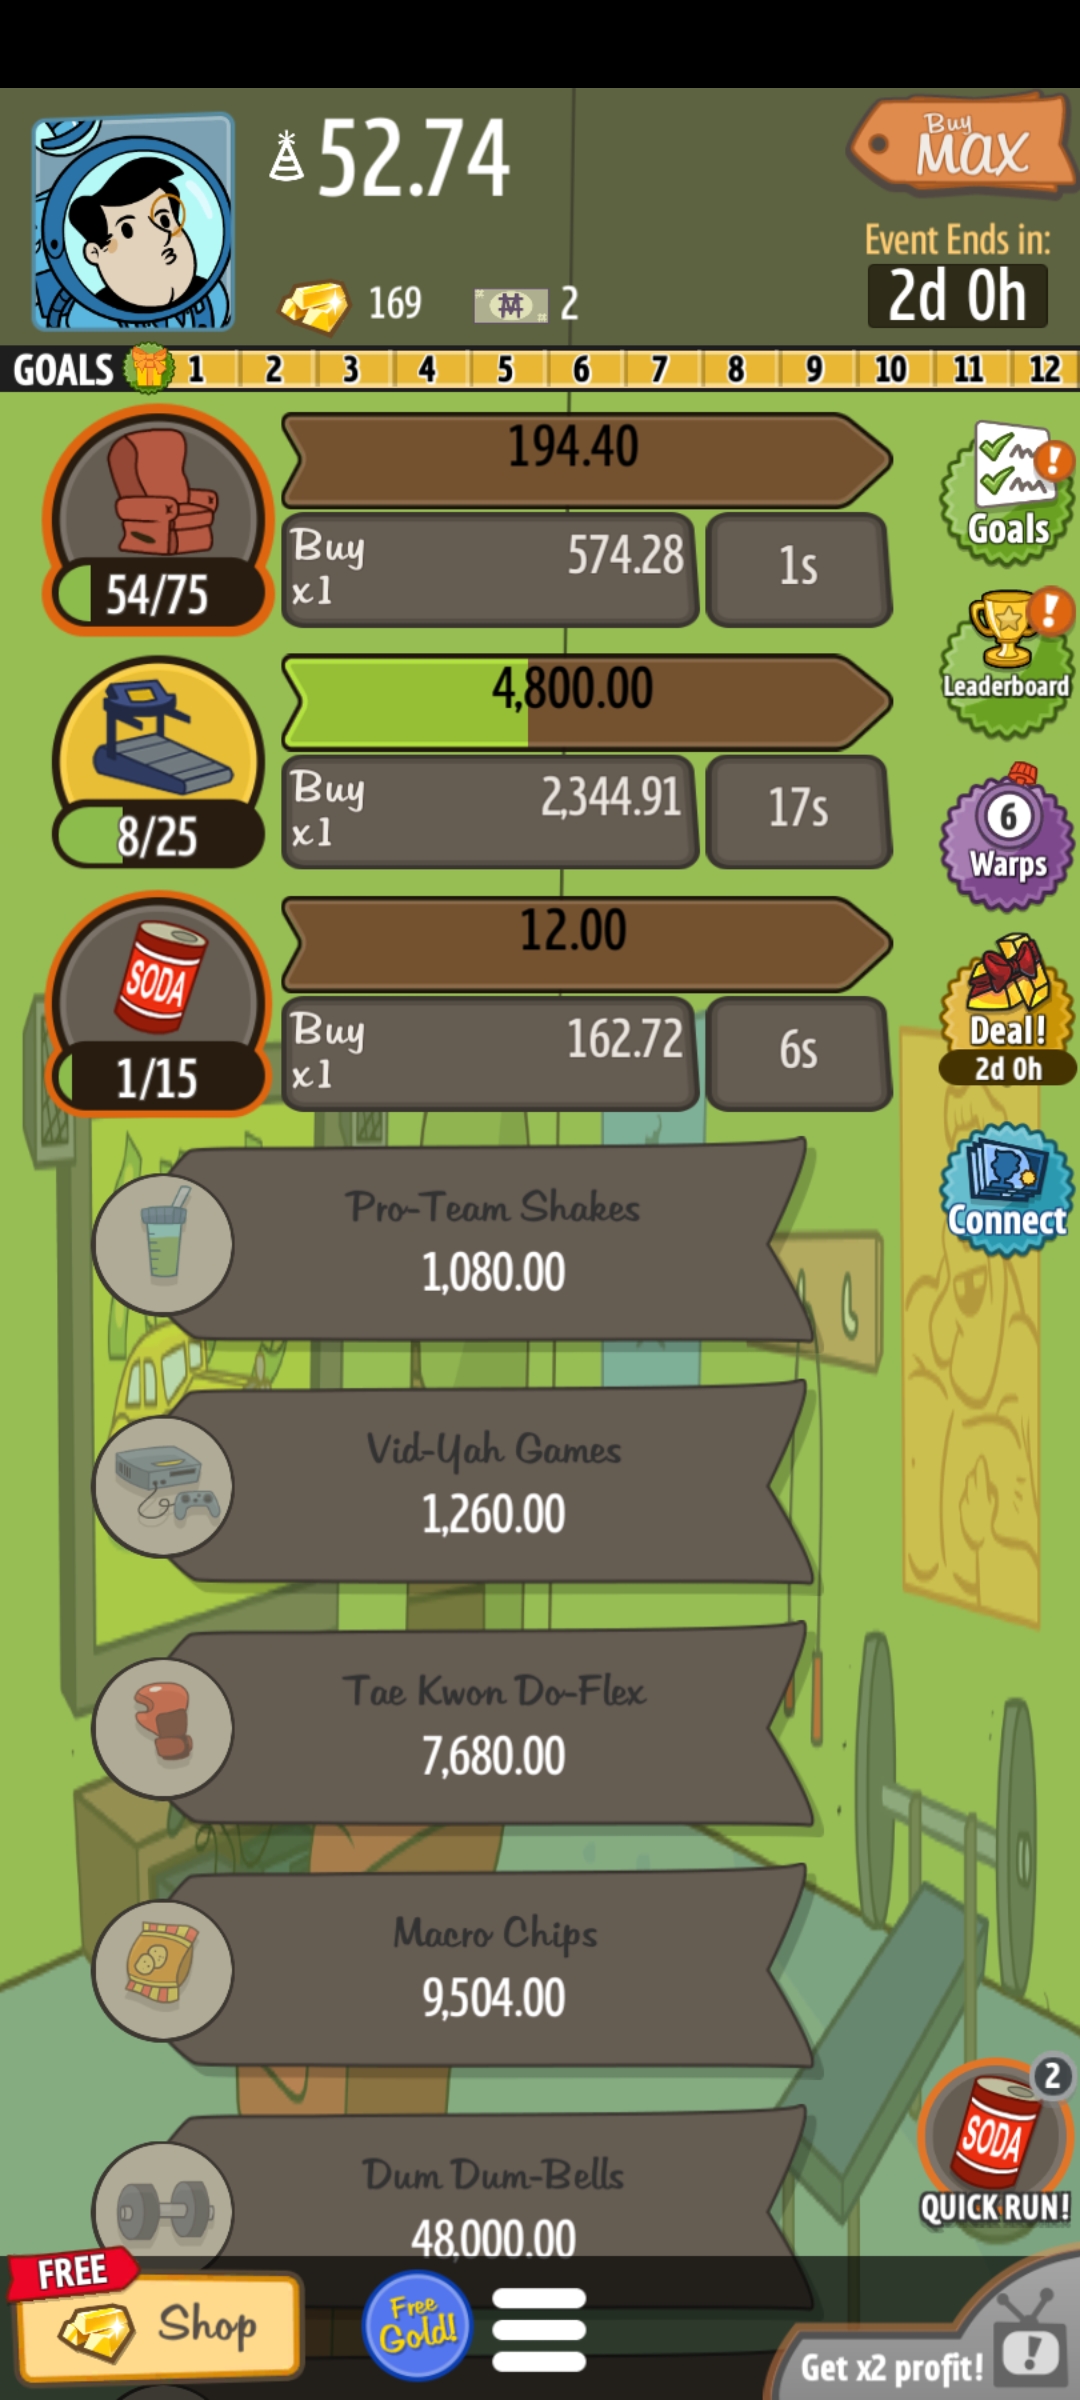 52.74
Buy
MAX
169
2
Event Ends in:
2d 0h
GOALS 1 2 3 4 5 6 7 8 9 10 11 12
194.40
54/75
Buy
x1
574.28
1s
Goals
4,800.00
8/25
Buy
x1
2,344.91
17s
Leaderboard
6
Warps
12.00
SODA
1/15
Buy
x1
162.72
6s
Deal!
2d 0h
Connect
Pro-Team Shakes
1,080.00
Vid-Yah Games
1,260.00
Tae Kwon Do-Flex
7,680.00
Macro Chips
9,504.00
Dum Dum-Bells
48,000.00
2
SODA
QUICK RUN!
FREE
Shop
Free
Gold!
Get x2 profit!